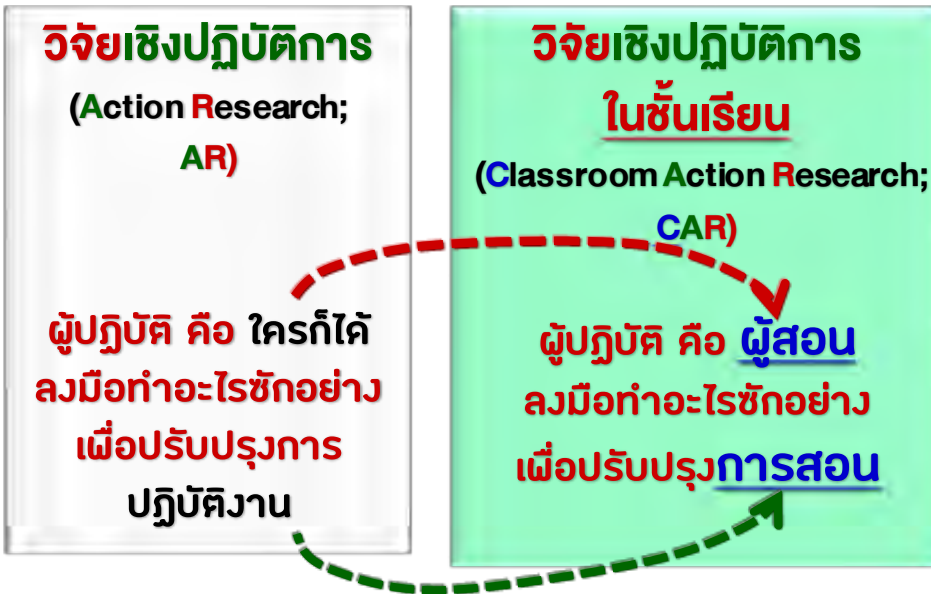 วิจัยเชิงปฏิบัติการ
(Action Research;
AR)
ผู้ปฏิบัติ คือ ใครก็ได้
ลงมือทำอะไรซักอย่าง
เพื่อปรับปรุงการ
ปฏิบัติงาน
วิจัยเชิงปฏิบัติการ
ในชั้นเรียน
(Classroom Action Research;
CAR)
ผู้ปฏิบัติ คือ ผู้สอน
ลงมือทำอะไรซักอย่าง
เพื่อปรับปรุงการสอน